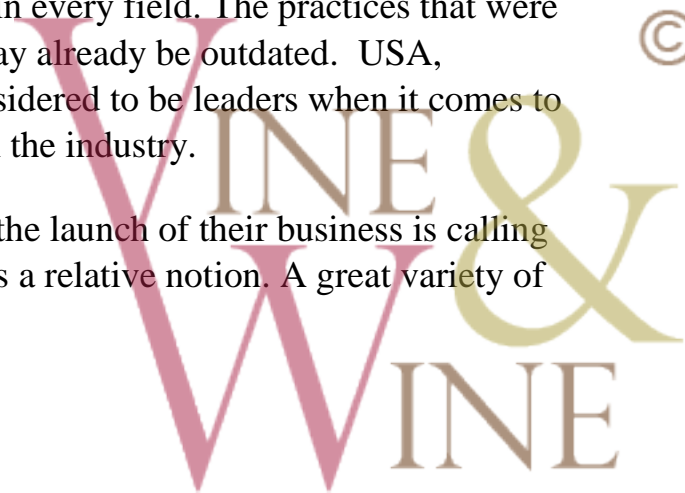 in every field. The practices that were
ay already be outdated.  USA,
sidered to be leaders when it comes to
the industry.
the launch of their business is calling
s a relative notion. A great variety of
©
VINE
&
WINE